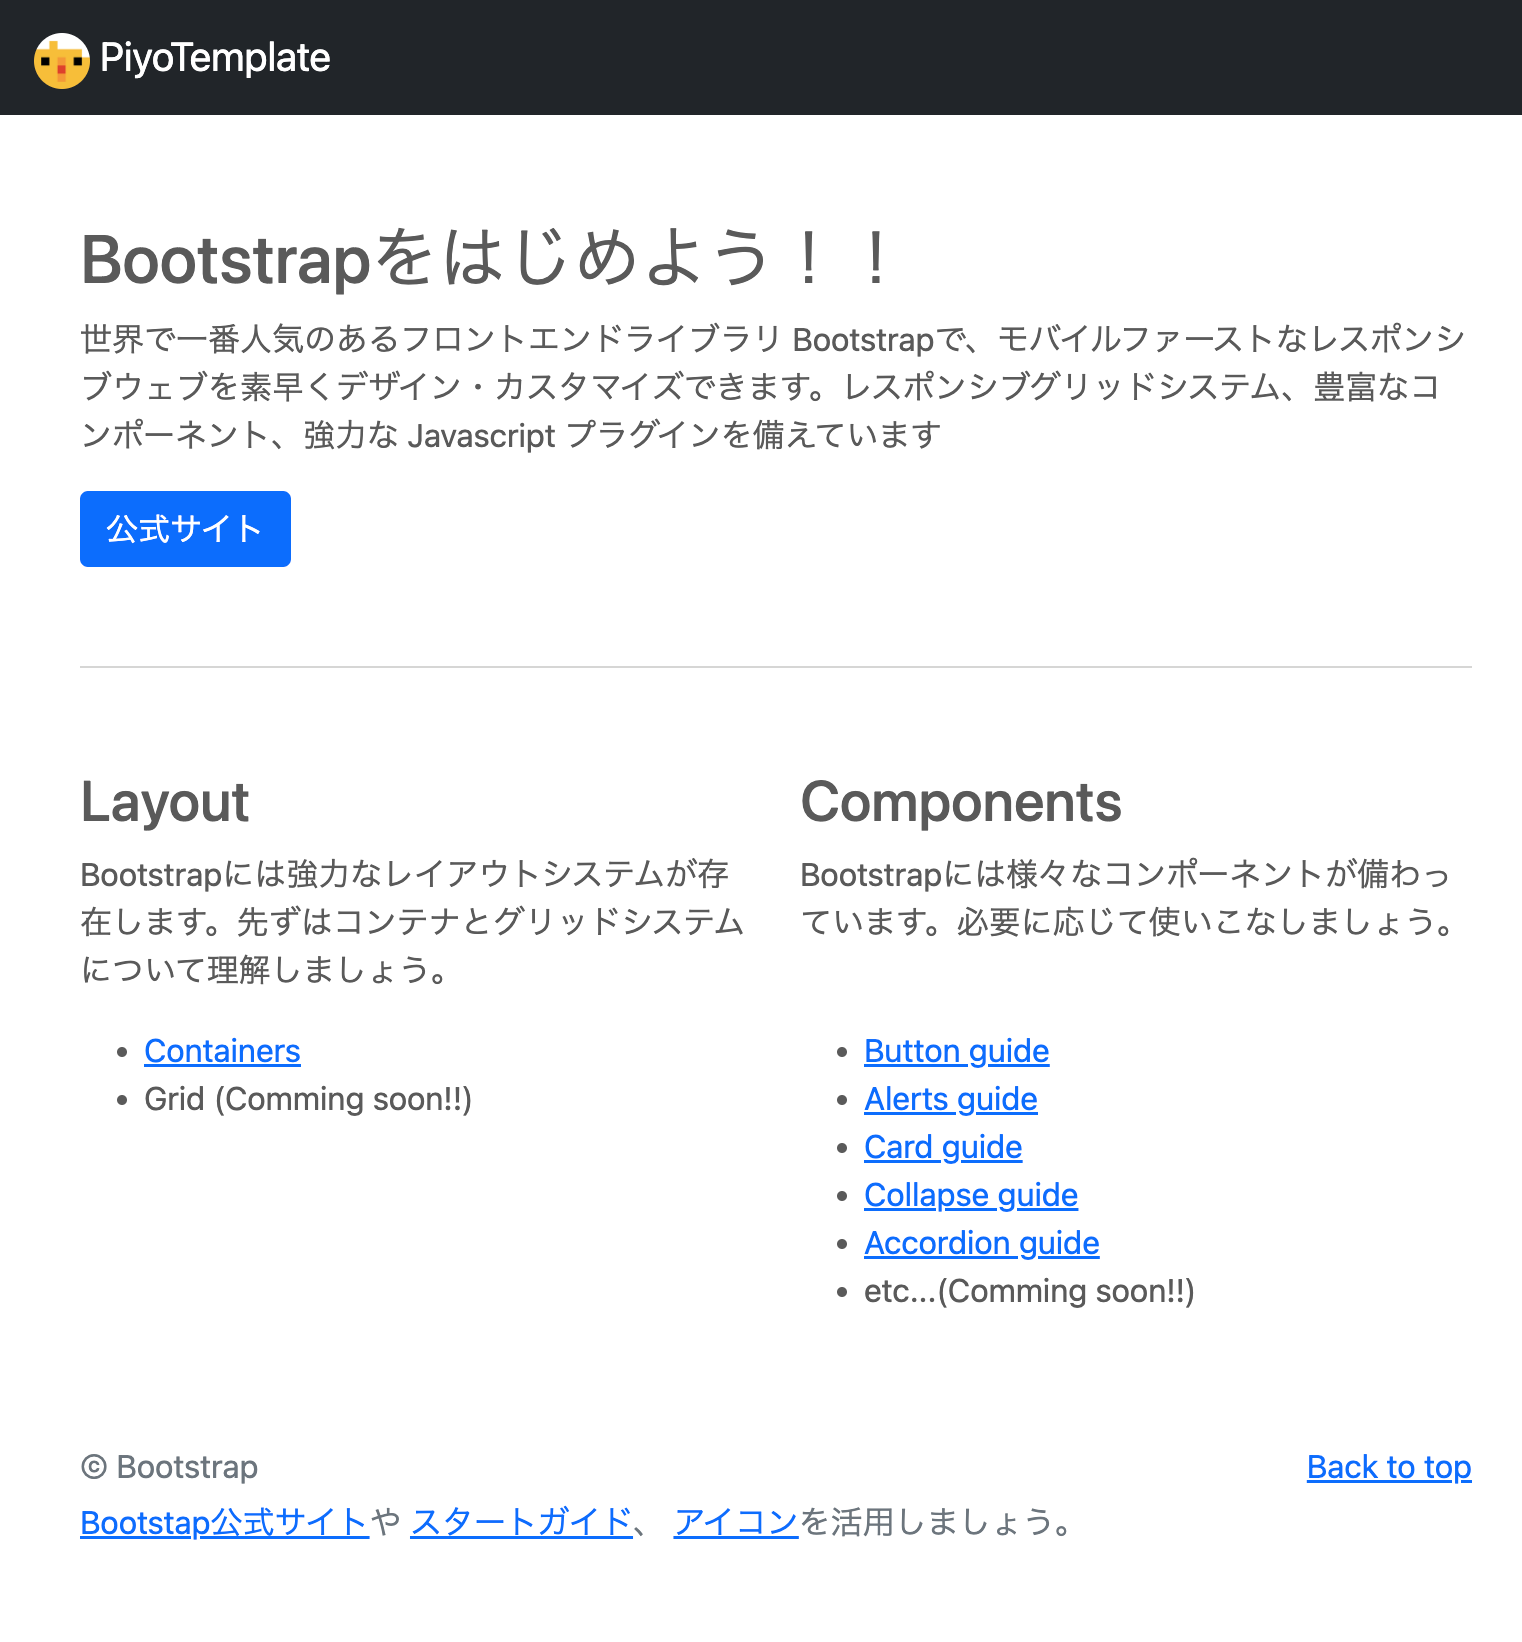 PiyoTemplate
Bootstrapをはじめよう！！
世界で一番人気のあるフロントエンドライブラリ Bootstrapで、モバイルファーストなレスポンシ
ブウェブを素早くデザイン・カスタマイズできます。レスポンシブグリッドシステム、豊富なコ
ンポーネント、強力な Javascript プラグインを備えています
公式サイト
Layout
Bootstrapには強力なレイアウトシステムが存
在します。先ずはコンテナとグリッドシステム
について理解しましょう。
• Containers
• Grid (Comming soon!!)
Components
Bootstrapには様々なコンポーネントが備わっ
ています。必要に応じて使いこなしましょう。
• Button guide
• Alerts guide
• Card guide
• Collapse guide
• Accordion guide
• etc...(Comming soon!!)
© Bootstrap
Back to top
Bootstap公式サイトや スタートガイド、 アイコンを活用しましょう。